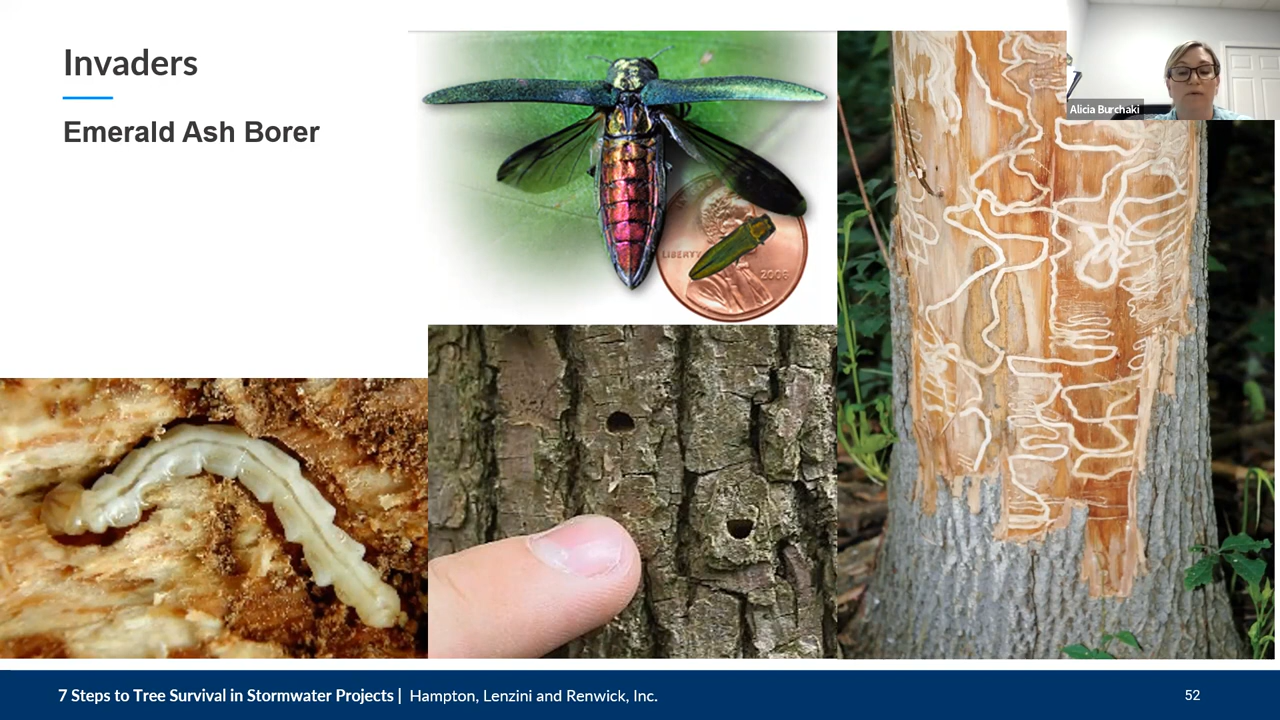 Invaders
Emerald Ash Borer
Alicia Burchaki
LIBERTY
7 Steps to Tree Survival in Stormwater Projects | Hampton, Lenzini and Renwick, Inc.
52